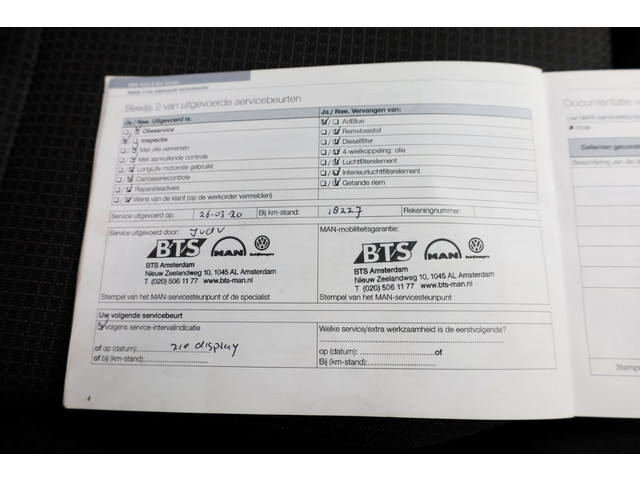 Bewijs 2 van uitgevoerde servicebeurten
Ja / Nee. Uitgevoerd is:
Olieservice
Inspectie
Met olie verversen
Met aanvullende controle
LongLife motorolie gebruikt
Carrosseriecontrole
Reparatieadvies
Wens van de klant (op de werkorder vermelden)
Ja / Nee. Vervangen van:
AdBlue
Remvloeistof
Dieselfilter
4-wielkoppeling: olie
Luchtfilterelement
Interieurluchtfilterelement
Getande riem
Service uitgevoerd op: 26-03-20 Bij km-stand: 18227 Rekeningnummer:
Service uitgevoerd door:
BTS MAN
BTS Amsterdam
Nieuw Zeelandweg 10, 1045 AL Amsterdam
T (020) 506 11 77 www.bts-man.nl
Stempel van het MAN-servicesteunpunt of de specialist
MAN-mobiliteitsgarantie:
BTS MAN
BTS Amsterdam
Nieuw Zeelandweg 10, 1045 AL Amsterdam
T (020) 506 11 77 www.bts-man.nl
Stempel van het MAN-servicesteunpunt
Uw volgende servicebeurt
volgens service-intervalindicatie
of op (datum): zie display
of bij (km-stand):
Welke service/extra werkzaamheid is de eerstvolgende?
op (datum): of
Bij (km-stand):
4
Documentatie